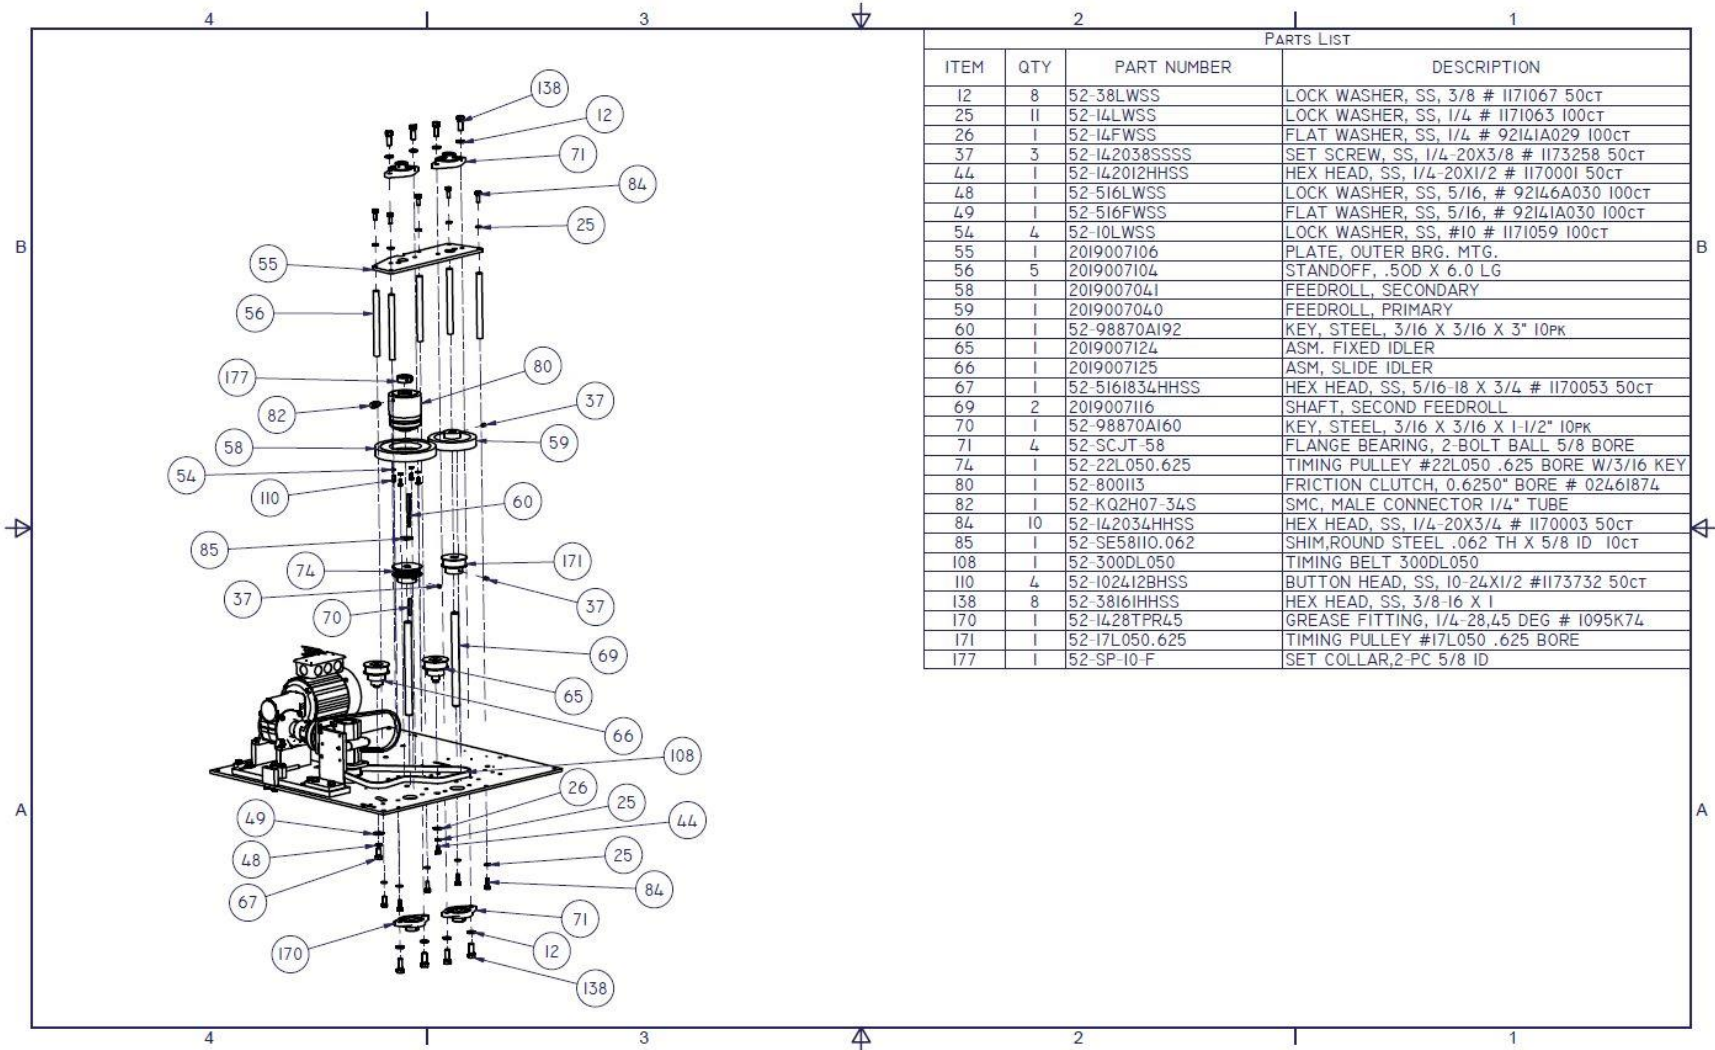 4 3 2 1
PARTS LIST
ITEM QTY PART NUMBER DESCRIPTION
12 8 52-38LWSS LOCK WASHER, SS, 3/8 # 1171067 50CT
25 11 52-14LWSS LOCK WASHER, SS, 1/4 # 1171063 100CT
26 1 52-14FWSS FLAT WASHER, SS, 1/4 # 92141A029 100CT
37 3 52-142038SSSS SET SCREW, SS, 1/4-20X3/8 # 1173258 50CT
44 1 52-142012HHSS HEX HEAD, SS, 1/4-20X1/2 # 1170001 50CT
48 1 52-516LWSS LOCK WASHER, SS, 5/16, # 92146A030 100CT
49 1 52-516FWSS FLAT WASHER, SS, 5/16, # 92141A030 100CT
54 4 52-10LWSS LOCK WASHER, SS, #10 # 1171059 100CT
55 1 2019007106 PLATE, OUTER BRG. MTG.
56 5 2019007104 STANDOFF, .5OD X 6.0 LG
58 1 2019007041 FEEDROLL, SECONDARY
59 1 2019007040 FEEDROLL, PRIMARY
60 1 52-98870A192 KEY, STEEL, 3/16 X 3/16 X 3" 10PK
65 1 2019007124 ASM. FIXED IDLER
66 1 2019007125 ASM, SLIDE IDLER
67 1 52-5161834HHSS HEX HEAD, SS, 5/16-18 X 3/4 # 1170053 50CT
69 2 2019007116 SHAFT, SECOND FEEDROLL
70 1 52-98870A160 KEY, STEEL, 3/16 X 3/16 X 1-1/2" 10PK
71 4 52-SCJT-58 FLANGE BEARING, 2-BOLT BALL 5/8 BORE
74 1 52-22L050.625 TIMING PULLEY #22L050 .625 BORE W/3/16 KEY
80 1 52-800113 FRICTION CLUTCH, 0.6250" BORE # 02461874
82 1 52-KQ2H07-34S SMC, MALE CONNECTOR 1/4" TUBE
84 10 52-142034HHSS HEX HEAD, SS, 1/4-20X3/4 # 1170003 50CT
85 1 52-SE58110.062 SHIM,ROUND STEEL .062 TH X 5/8 ID 10CT
108 1 52-300DL050 TIMING BELT 300DL050
110 4 52-102412BHSS BUTTON HEAD, SS, 10-24X1/2 #1173732 50CT
138 8 52-38161HHSS HEX HEAD, SS, 3/8-16 X 1
170 1 52-1428TPR45 GREASE FITTING, 1/4-28,45 DEG # 1095K74
171 1 52-17L050.625 TIMING PULLEY #17L050 .625 BORE
177 1 52-SP-10-F SET COLLAR,2-PC 5/8 ID
138
12
71
84
25
B
B
55
56
177
80
82
37
58
59
54
110
60
85
74
171
37
37
70
69
65
66
108
26
49
25
A
A
44
48
25
84
67
71
170
12
138
4 3 2 1